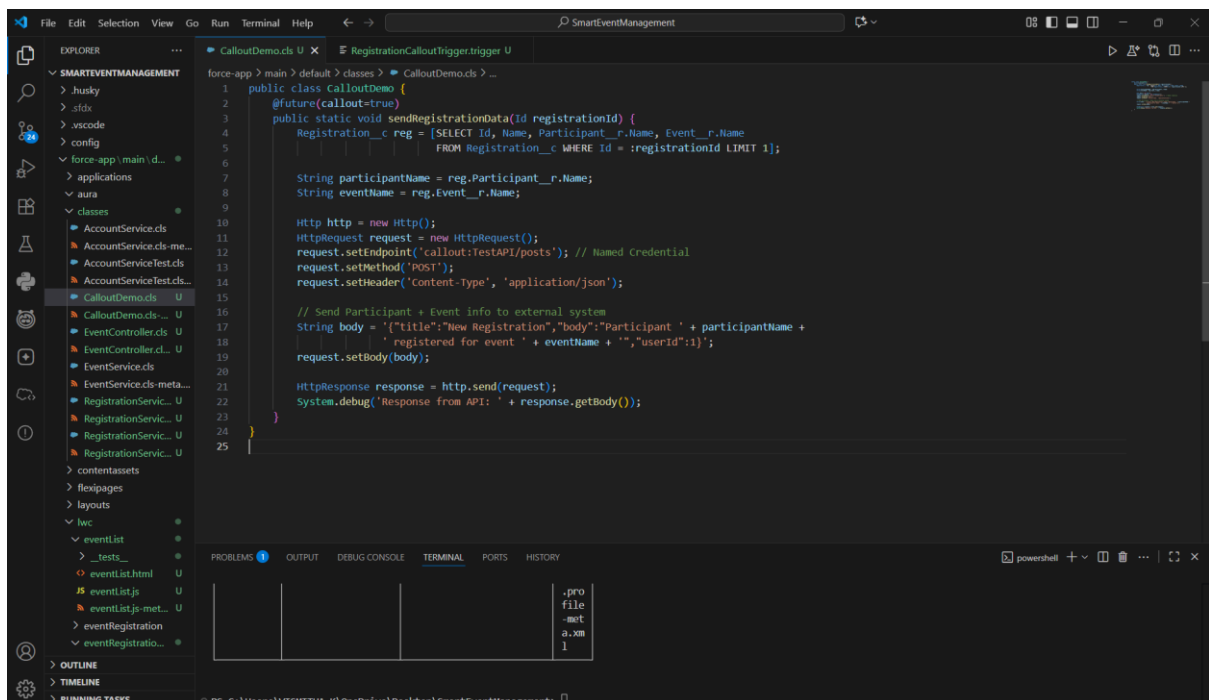 File Edit Selection View Go Run Terminal Help
SmartEventManagement
EXPLORER
CalloutDemo.cls U
RegistrationCalloutTrigger.trigger U
SMARTEVENTMANAGEMENT
.husky
.sfdx
.vscode
config
force-app\main\d...
applications
aura
classes
AccountService.cls
AccountService.cls-me...
AccountServiceTest.cls
AccountServiceTest.cls...
CalloutDemo.cls U
CalloutDemo.cls-... U
EventController.cls U
EventController.cl... U
EventService.cls
EventService.cls-meta....
RegistrationServic... U
RegistrationServic... U
RegistrationServic... U
RegistrationServic... U
contentassets
flexipages
layouts
lwc
eventList
__tests__
eventList.html U
JS eventList.js U
eventList.js-met... U
eventRegistration
eventRegistratio...
OUTLINE
TIMELINE
RUNNING TASKS
24
force-app > main > default > classes > CalloutDemo.cls > ...
1 public class CalloutDemo {
2 @future(callout=true)
3 public static void sendRegistrationData(Id registrationId) {
4 Registration__c reg = [SELECT Id, Name, Participant__r.Name, Event__r.Name
5 FROM Registration__c WHERE Id = :registrationId LIMIT 1];
6
7 String participantName = reg.Participant__r.Name;
8 String eventName = reg.Event__r.Name;
9
10 Http http = new Http();
11 HttpRequest request = new HttpRequest();
12 request.setEndpoint('callout:TestAPI/posts'); // Named Credential
13 request.setMethod('POST');
14 request.setHeader('Content-Type', 'application/json');
15
16 // Send Participant + Event info to external system
17 String body = '{"title":"New Registration","body":"Participant ' + participantName +
18 ' registered for event ' + eventName + '","userId":1}';
19 request.setBody(body);
20
21 HttpResponse response = http.send(request);
22 System.debug('Response from API: ' + response.getBody());
23 }
24 }
25
PROBLEMS 1 OUTPUT DEBUG CONSOLE TERMINAL PORTS HISTORY
powershell
.pro
file
-met
a.xm
l